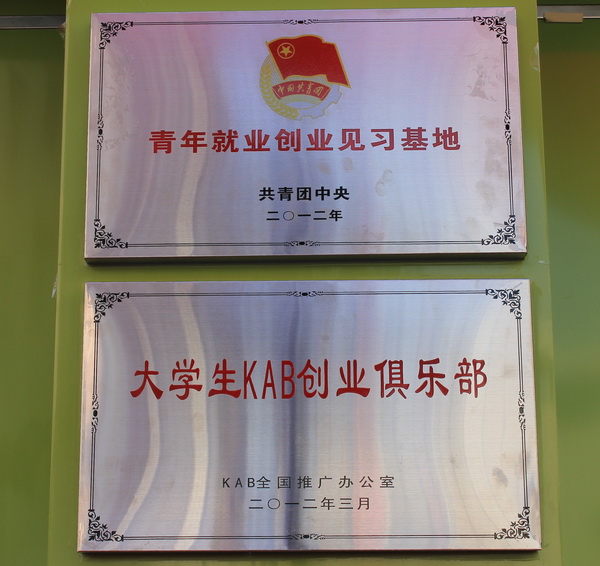 中国共青团
青年就业创业见习基地
共青团中央
二〇一二年
大学生KAB创业俱乐部
KAB全国推广办公室
二〇一二年三月